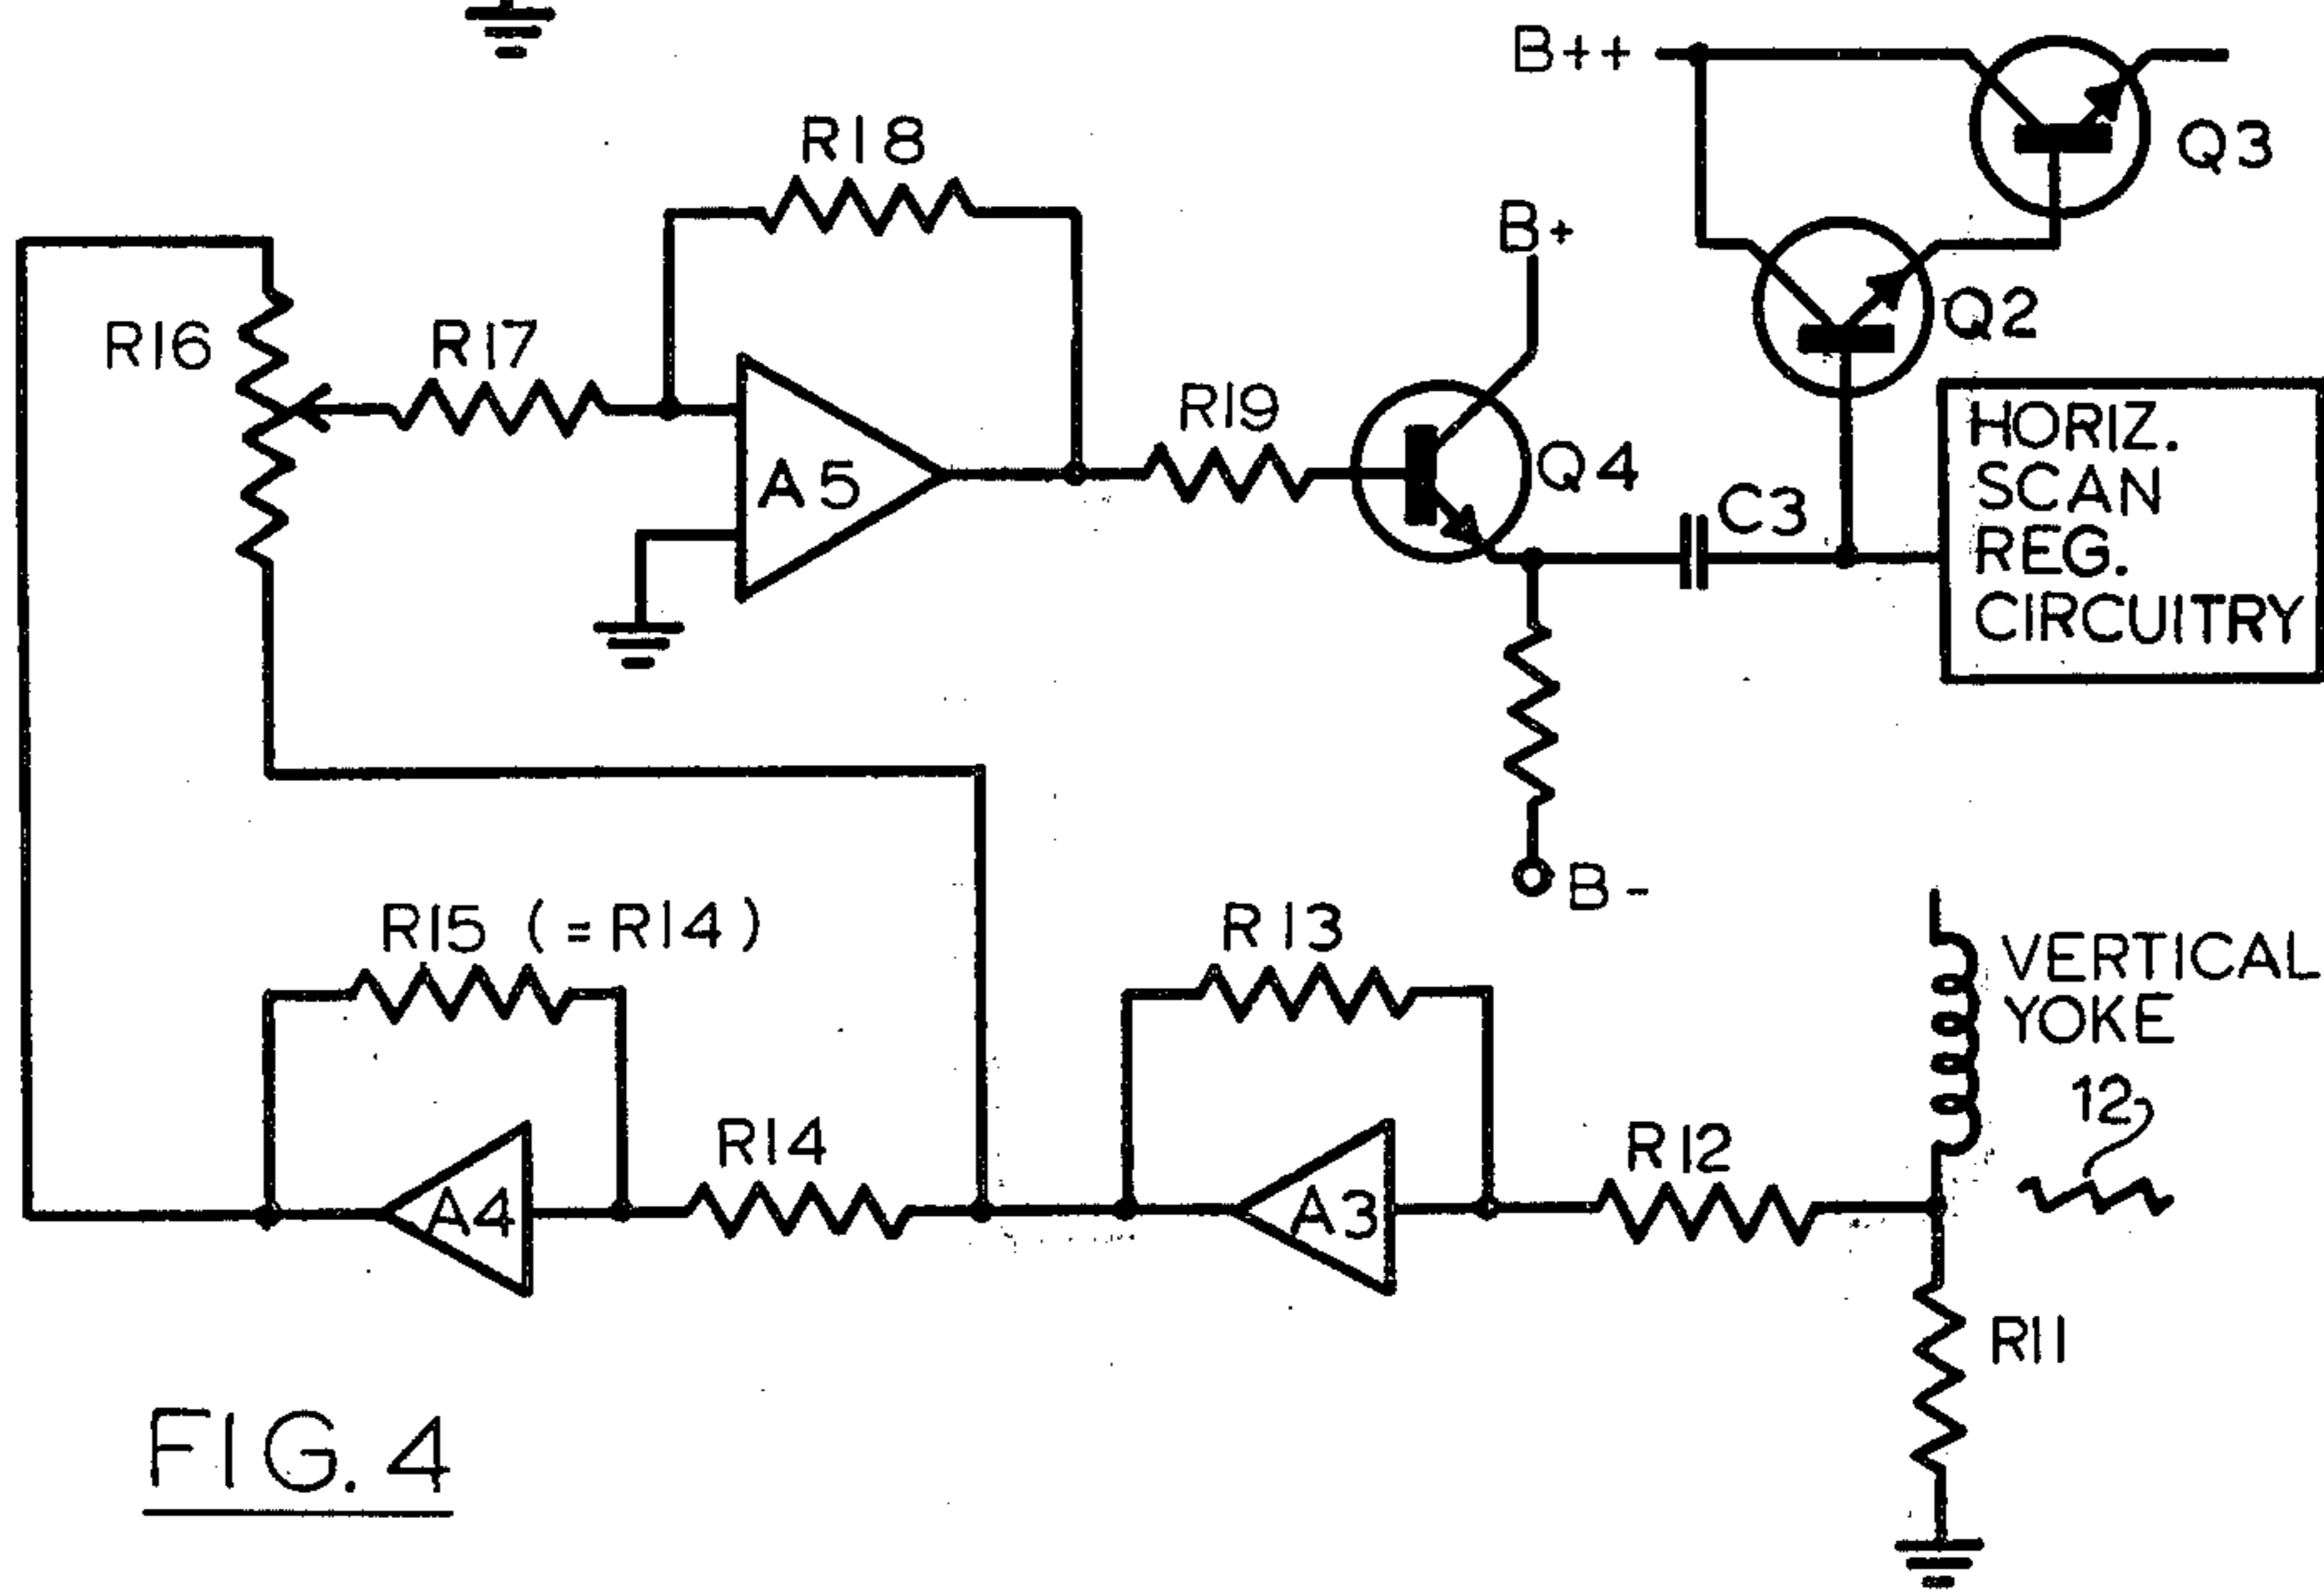 B++
Q3
R18
B+
Q2
R16
R17
A5
R19
Q4
C3
HORIZ.
SCAN
REG.
CIRCUITRY
B-
R15 (=R14)
R13
VERTICAL
YOKE
12
R14
R12
A4
A3
R11
FIG. 4